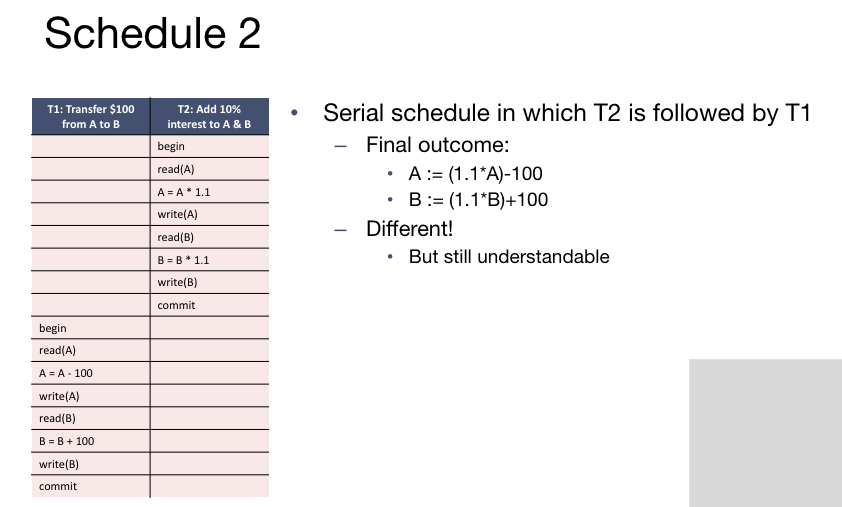 Schedule 2
T1: Transfer $100 from A to B
T2: Add 10% interest to A & B
begin
read(A)
A = A * 1.1
write(A)
read(B)
B = B * 1.1
write(B)
commit
begin
read(A)
A = A - 100
write(A)
read(B)
B = B + 100
write(B)
commit
• Serial schedule in which T2 is followed by T1
– Final outcome:
• A := (1.1*A)-100
• B := (1.1*B)+100
– Different!
• But still understandable